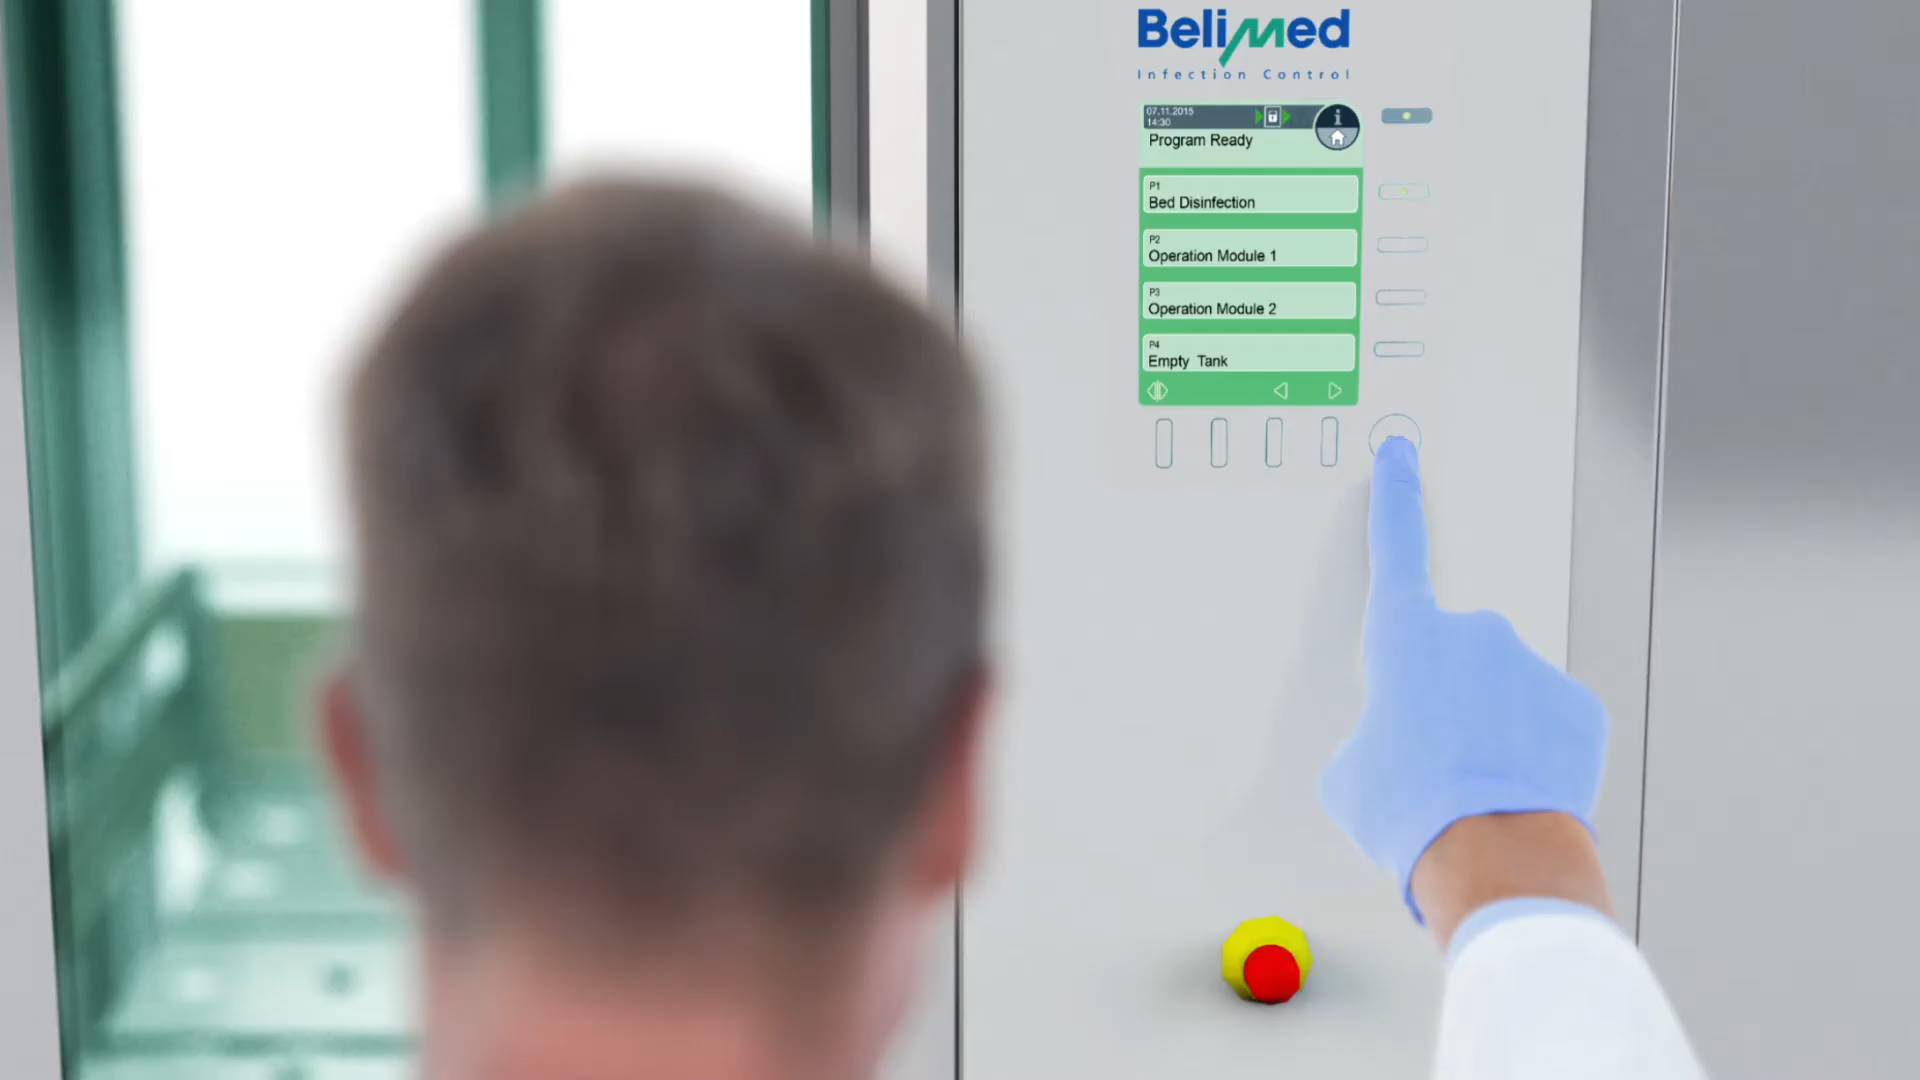 Belimed
Infection Control
07.11.2015
14:30
i
Program Ready
P1
Bed Disinfection
P2
Operation Module 1
P3
Operation Module 2
P4
Empty Tank